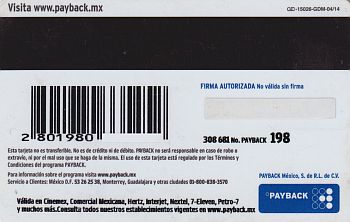 Visita www.payback.mx
GEI-15026-GDM-04/14
FIRMA AUTORIZADA No válida sin firma
2 801980
308 681 No. PAYBACK 198
Esta tarjeta no es transferible. No es de crédito ni de débito. PAYBACK no será responsable en caso de robo o
extravío, ni por el mal uso que se haga de la misma. El uso de esta tarjeta está regulado por los Términos y
Condiciones del programa PAYBACK.
PAYBACK México, S. de R.L. de C.V.
Para información sobre el programa visita www.payback.mx
Servicio a Clientes: México D.F. 53 26 25 38, Monterrey, Guadalajara y otras ciudades 01-800-838-3570
Válida en Cinemex, Comercial Mexicana, Hertz, Interjet, Nextel, 7-Eleven, Petro-7
y muchos más.Consulta todos nuestros establecimientos vigentes en www.payback.mx
PAYBACK